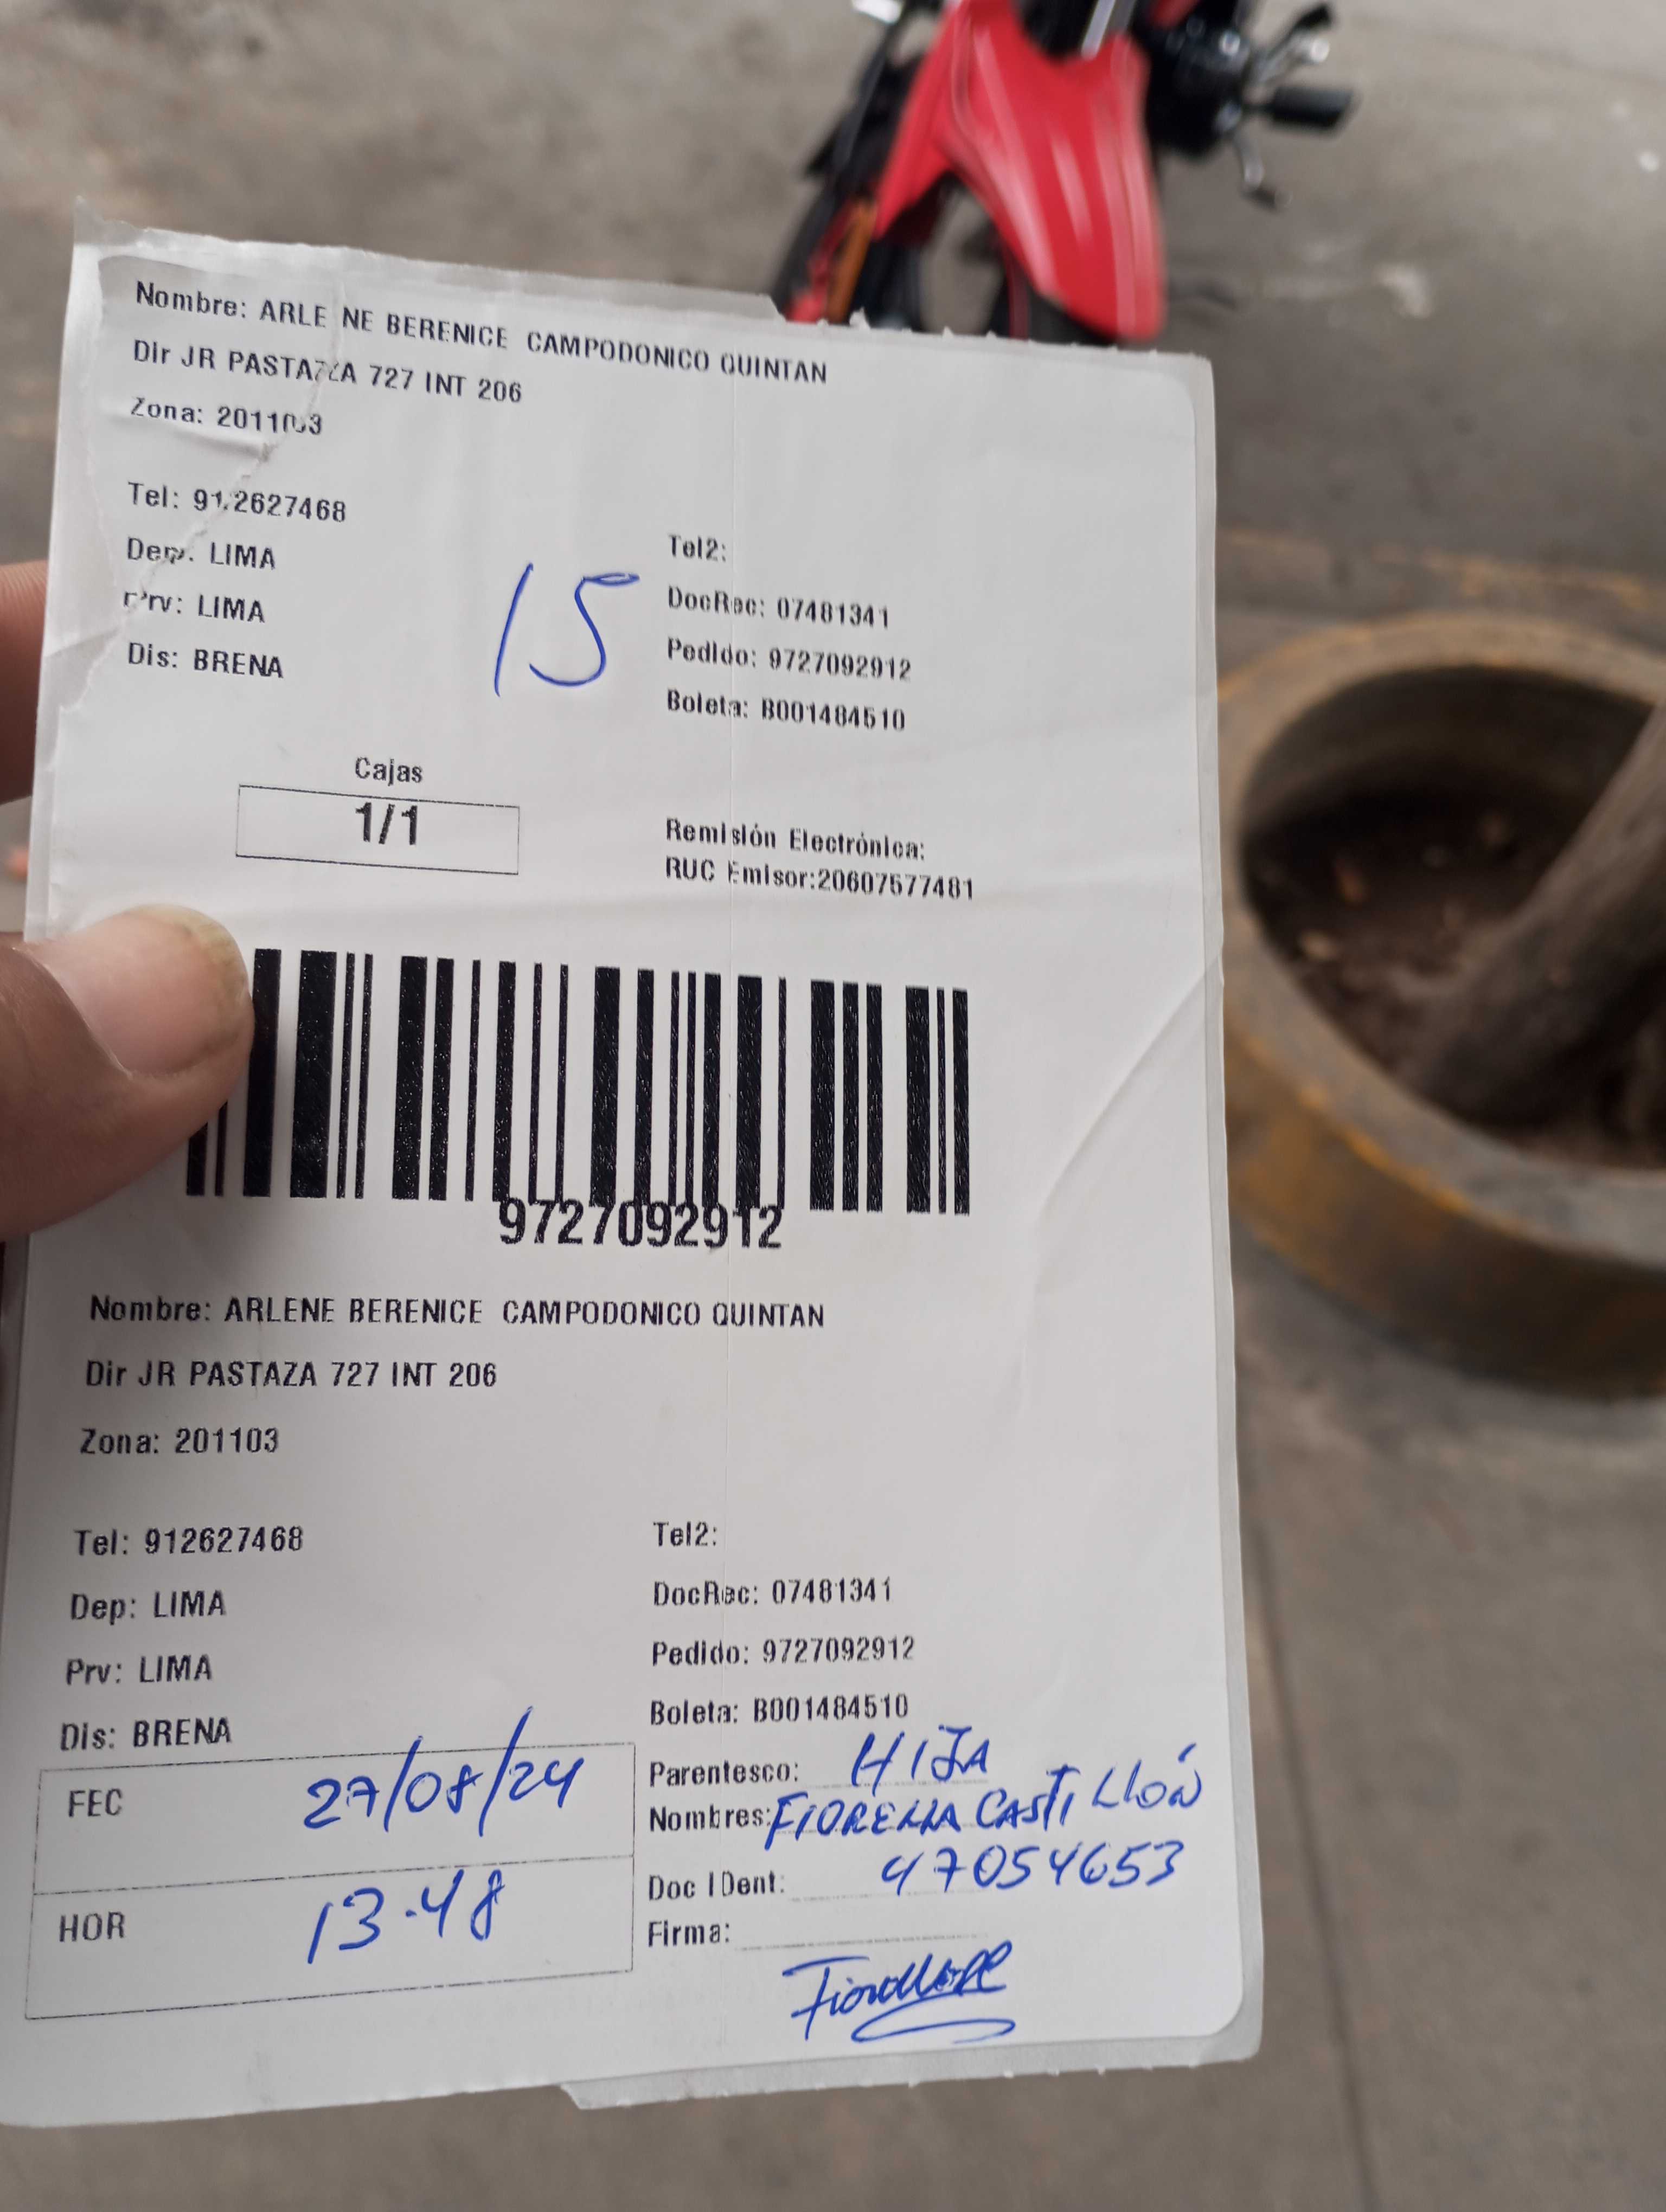 Nombre: ARLE NE BERENICE CAMPODONICO QUINTAN
Dir JR PASTAZZA 727 INT 206
Zona: 201103
Tel: 912627468
Tel2:
Dep: LIMA
DocRec: 07481341
Prv: LIMA
Pedido: 9727092912
Dis: BRENA
Boleta: B001484510
15
Cajas
1/1
Remisión Electrónica:
RUC Emisor:20607577481
9727092912
Nombre: ARLENE BERENICE CAMPODONICO QUINTAN
Dir JR PASTAZA 727 INT 206
Zona: 201103
Tel: 912627468
Tel2:
Dep: LIMA
DocRec: 07481341
Prv: LIMA
Pedido: 9727092912
Dis: BRENA
Boleta: B001484510
FEC 27/08/24
HOR 13.48
Parentesco: HIJA
Nombres: FIORELLA CASTILLÓN
Doc IDent: 47054653
Firma: